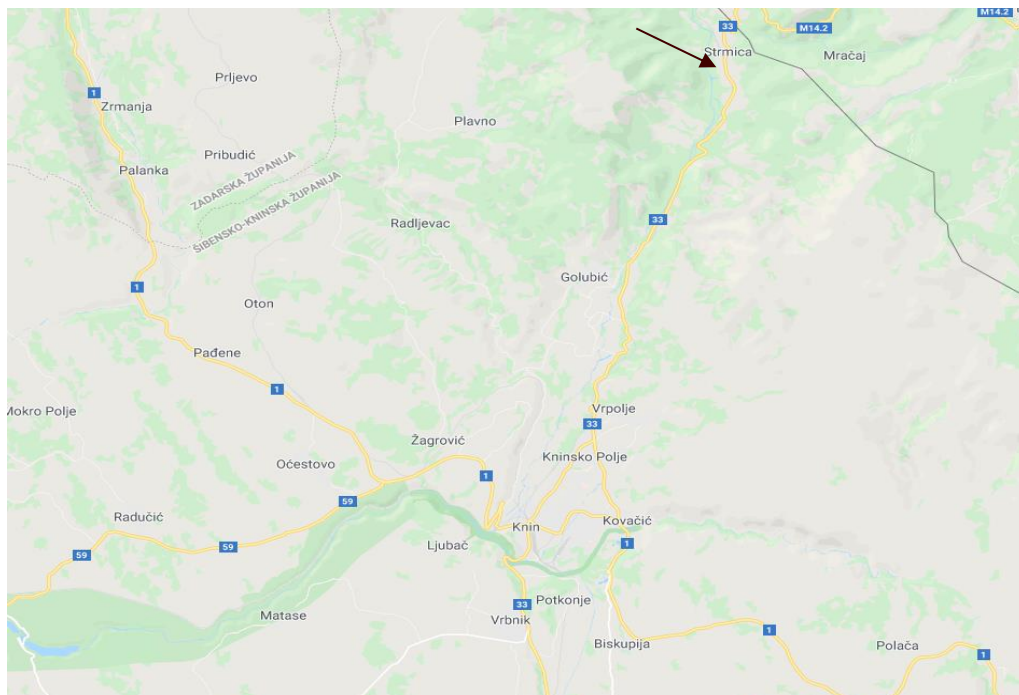 M14.2
33
M14.2
Strmica
Mračaj
Prljevo
1
Zrmanja
Plavno
Pribudić
Palanka
ZADARSKA ŽUPANIJA
ŠIBENSKO-KNINSKA ŽUPANIJA
Radljevac
33
Golubić
1
Oton
Pađene
1
Mokro Polje
Vrpolje
33
Žagrović
Kninsko Polje
Oćestovo
1
59
Radučić
Knin
Kovačić
59
59
Ljubač
1
Matase
Potkonje
33
Vrbnik
1
Biskupija
Polača
1